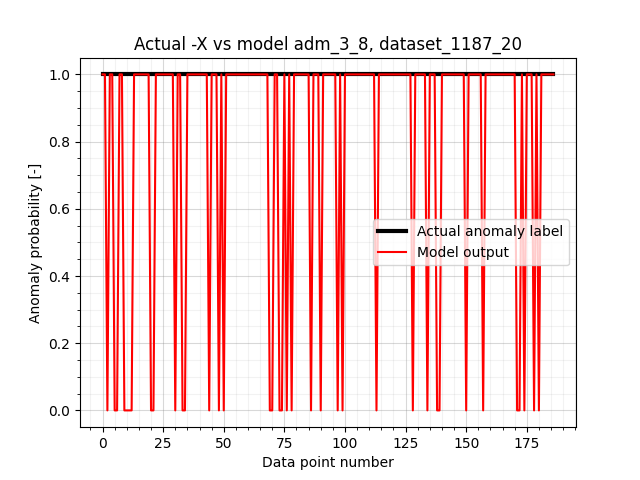 Actual -X vs model adm_3_8, dataset_1187_20
1.0
0.8
0.6
0.4
0.2
0.0
Anomaly probability [-]
Actual anomaly label
Model output
0 25 50 75 100 125 150 175
Data point number